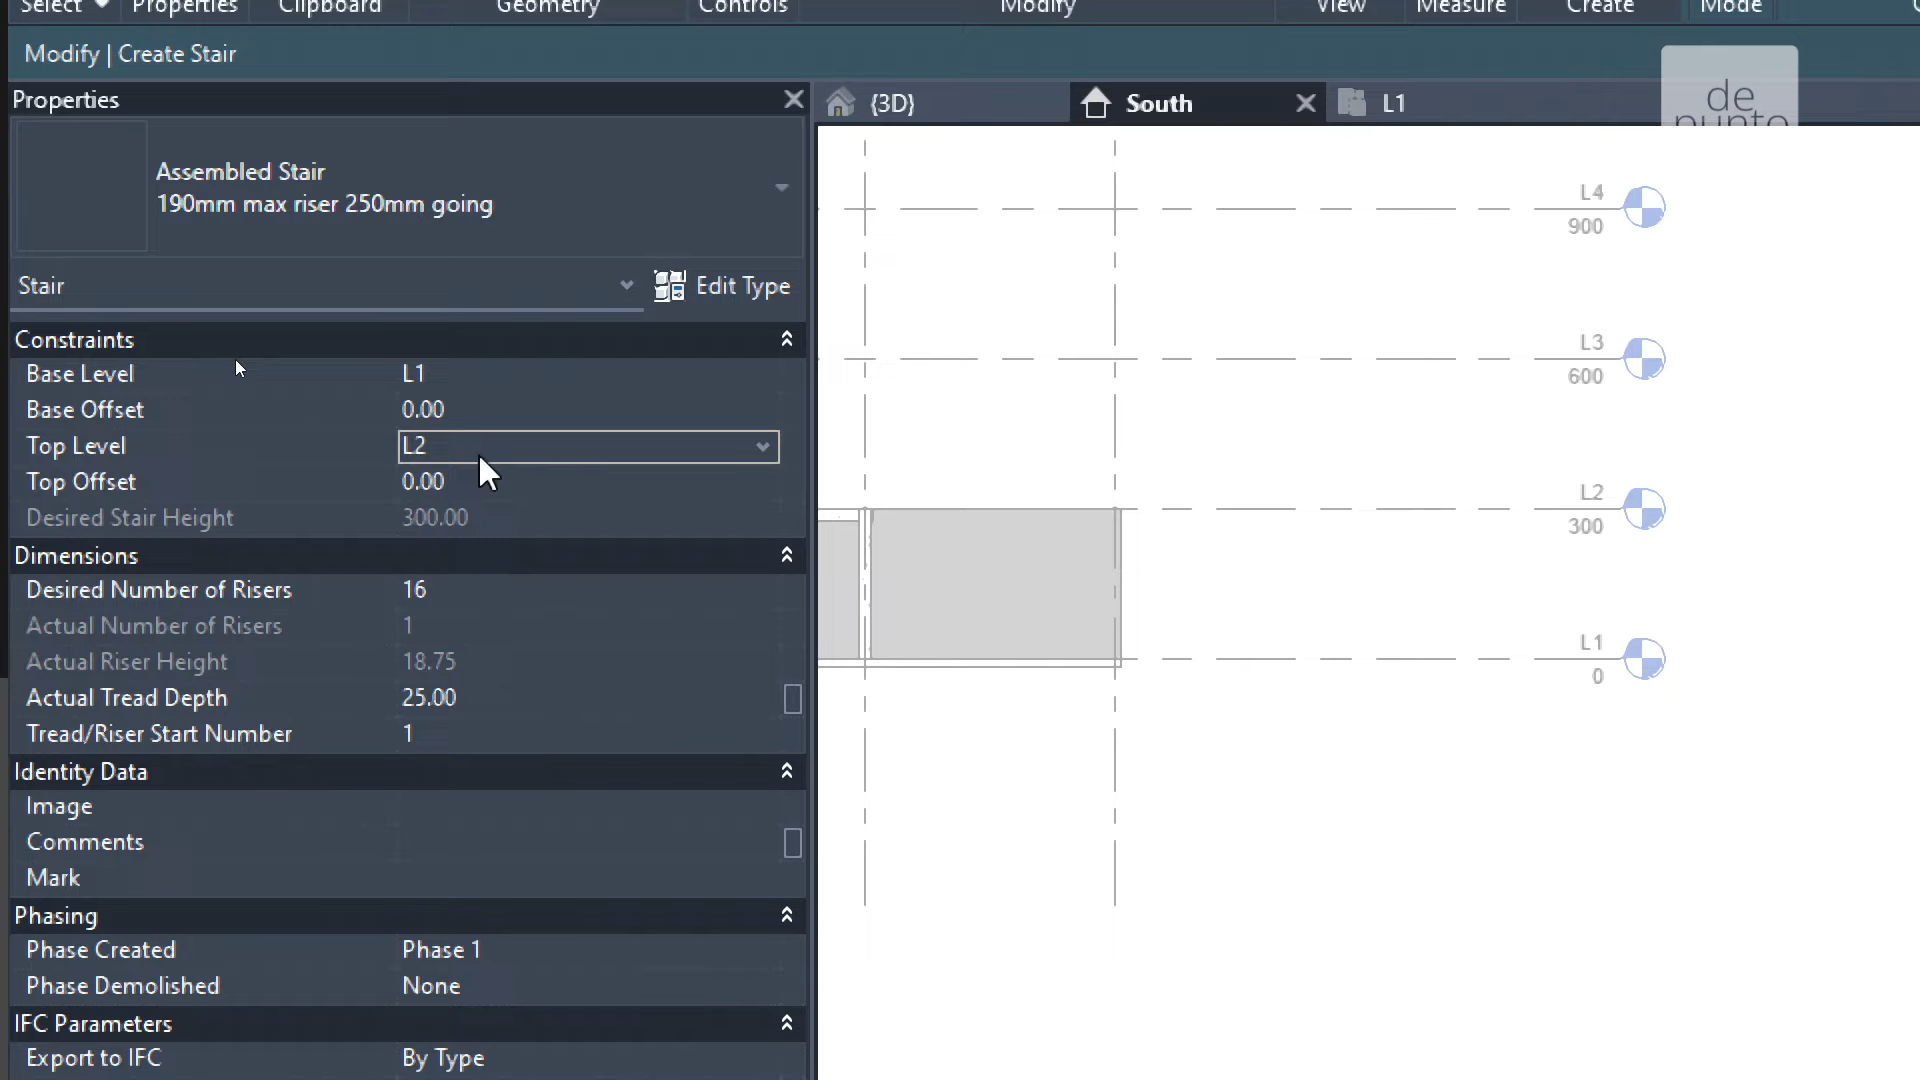 Select Properties Clipboard Geometry Controls Modify View Measure Create Mode
Modify | Create Stair
Properties
{3D} South L1
de
punto
Assembled Stair
190mm max riser 250mm going
Stair Edit Type
Constraints
Base Level L1
Base Offset 0.00
Top Level L2
Top Offset 0.00
Desired Stair Height 300.00
Dimensions
Desired Number of Risers 16
Actual Number of Risers 1
Actual Riser Height 18.75
Actual Tread Depth 25.00
Tread/Riser Start Number 1
Identity Data
Image
Comments
Mark
Phasing
Phase Created Phase 1
Phase Demolished None
IFC Parameters
Export to IFC By Type
L4
900
L3
600
L2
300
L1
0